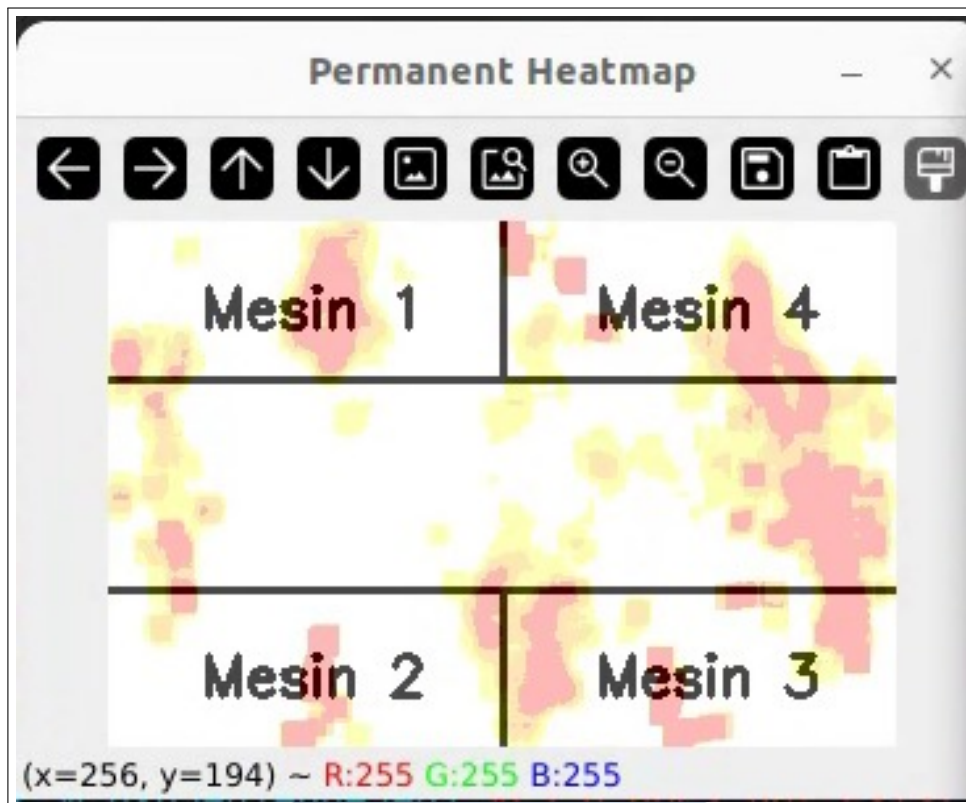 Permanent Heatmap
Mesin 1
Mesin 4
Mesin 2
Mesin 3
(x=256, y=194) ~ R:255 G:255 B:255